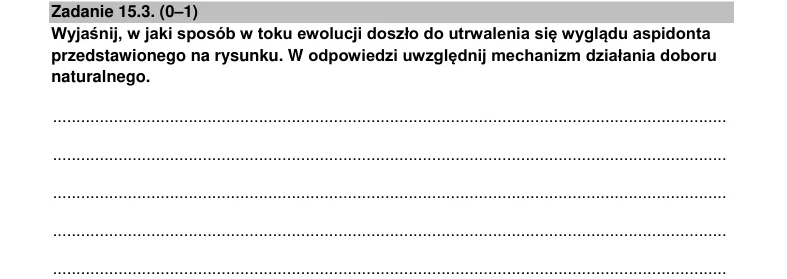 Zadanie 15.3. (0–1)
Wyjaśnij, w jaki sposób w toku ewolucji doszło do utrwalenia się wyglądu aspidonta
przedstawionego na rysunku. W odpowiedzi uwzględnij mechanizm działania doboru
naturalnego.